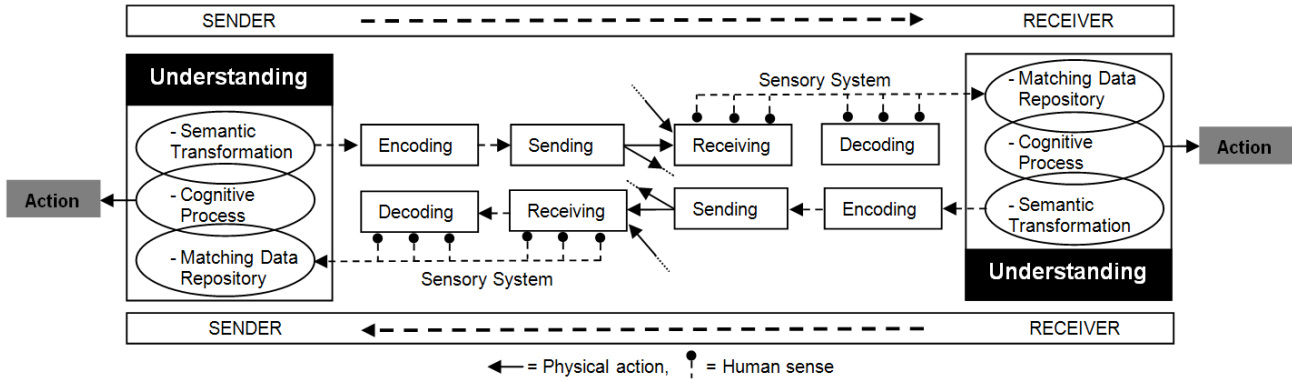 SENDER
RECEIVER
Understanding
- Semantic
Transformation
- Cognitive
Process
- Matching Data
Repository
Action
Encoding
Sending
Sensory System
Receiving
Decoding
Decoding
Receiving
Sending
Encoding
Sensory System
- Matching Data
Repository
- Cognitive
Process
- Semantic
Transformation
Understanding
Action
SENDER
RECEIVER
= Physical action,
= Human sense